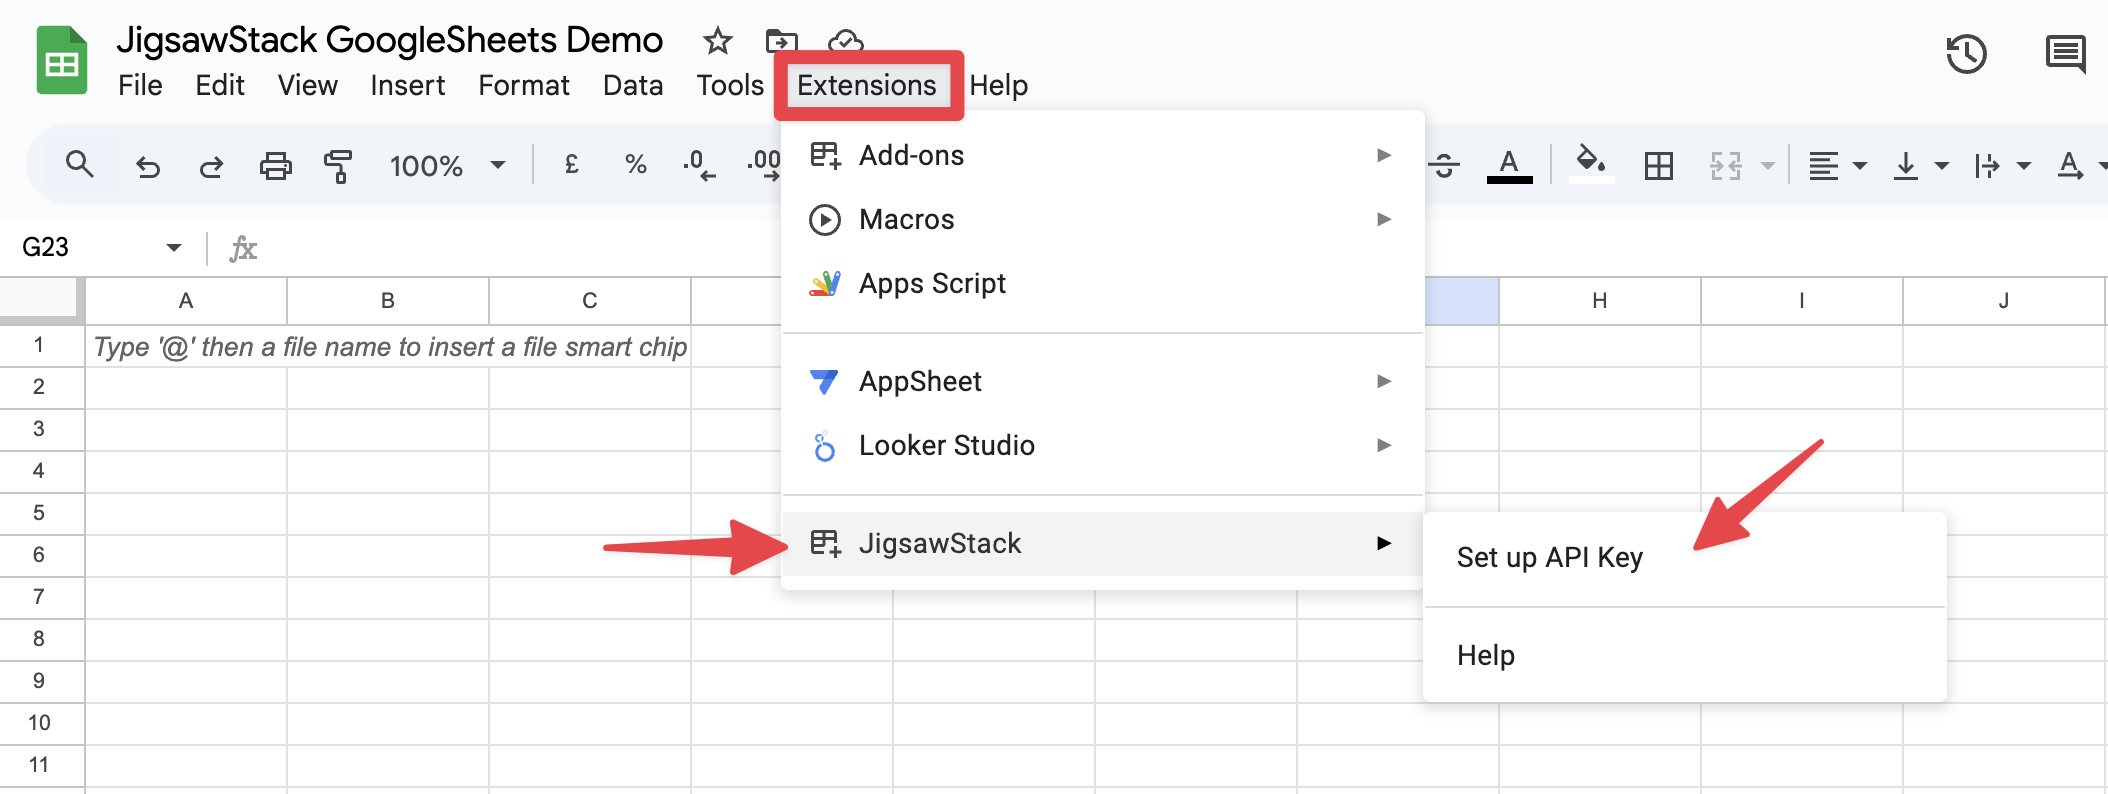 JigsawStack GoogleSheets Demo
File Edit View Insert Format Data Tools Extensions Help
100% £ % .0 .00 A A
G23 fx
Add-ons
Macros
Apps Script
AppSheet
Looker Studio
JigsawStack
Set up API Key
Help
A B C H I J
1 Type '@' then a file name to insert a file smart chip
2
3
4
5
6
7
8
9
10
11